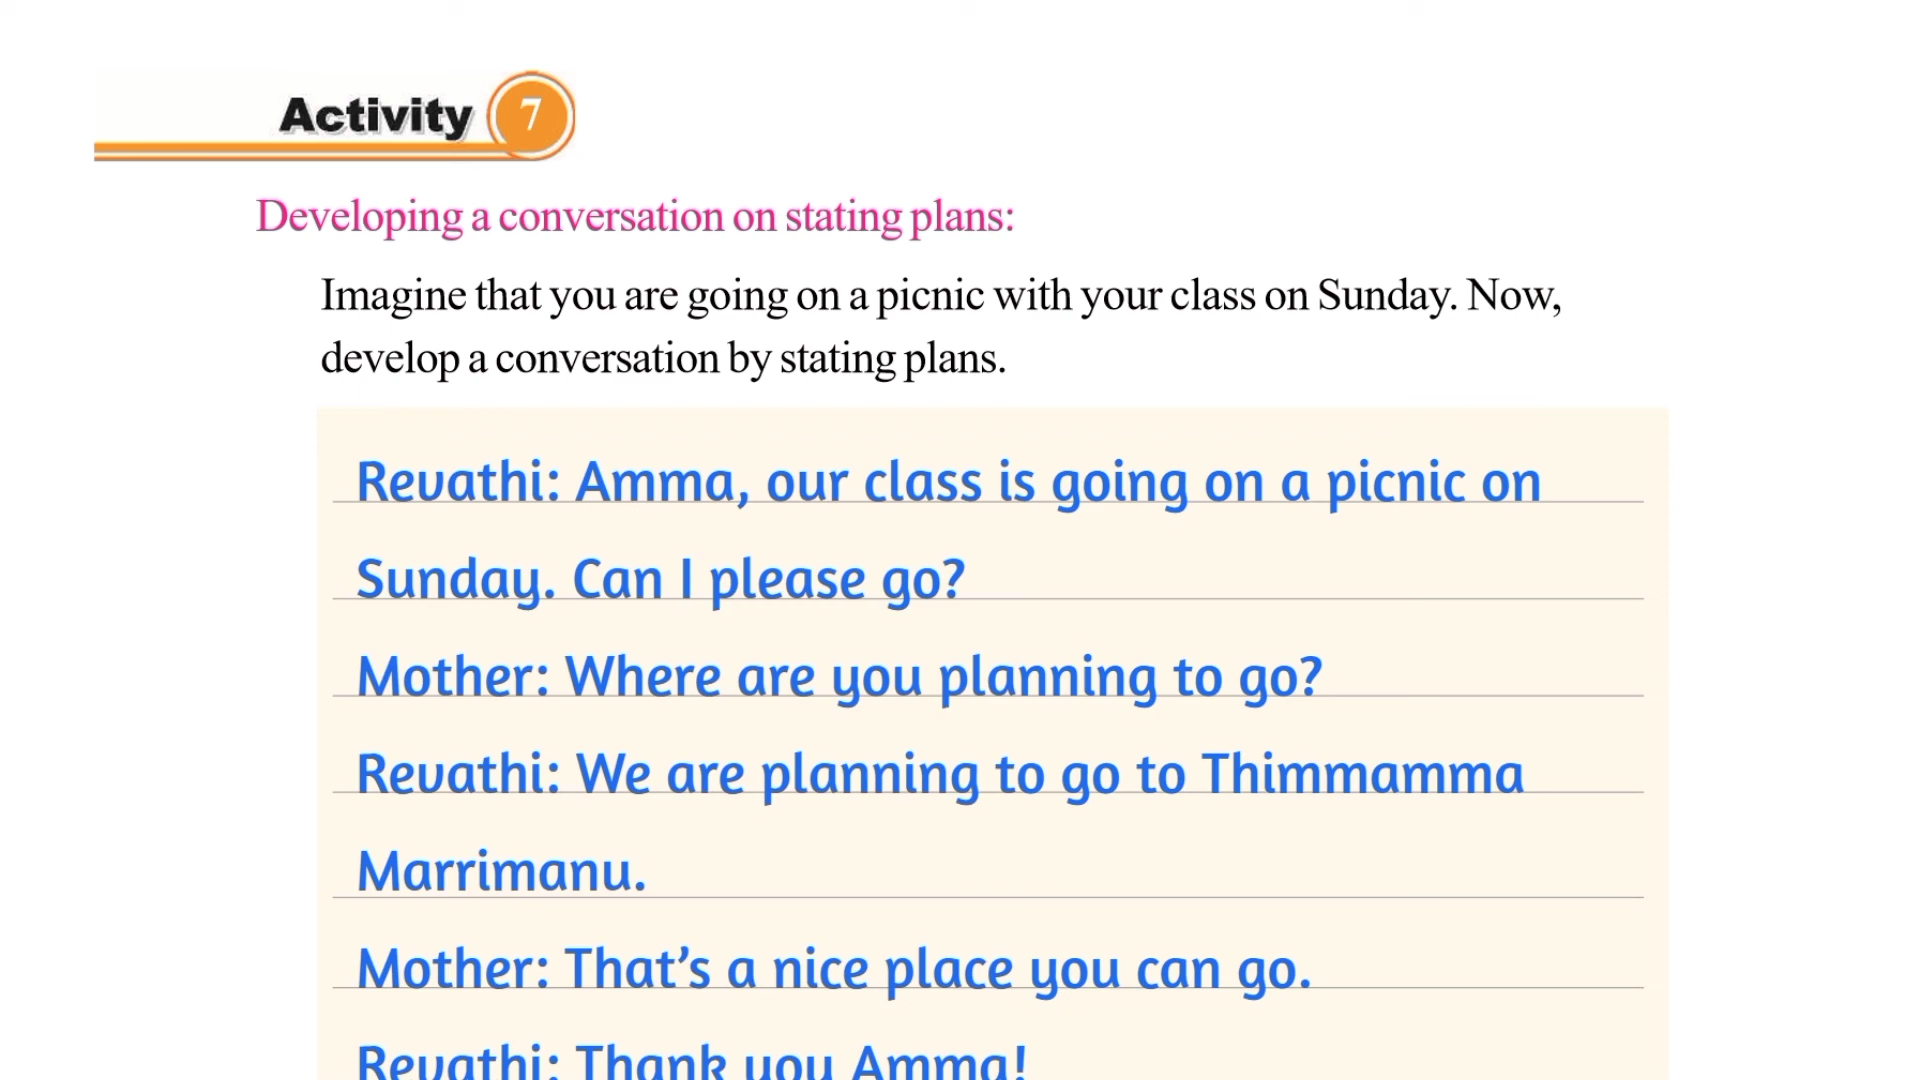 Activity 7
Developing a conversation on stating plans:
Imagine that you are going on a picnic with your class on Sunday. Now,
develop a conversation by stating plans.
Revathi: Amma, our class is going on a picnic on
Sunday. Can I please go?
Mother: Where are you planning to go?
Revathi: We are planning to go to Thimmamma
Marrimanu.
Mother: That’s a nice place you can go.
Revathi: Thank you Amma!